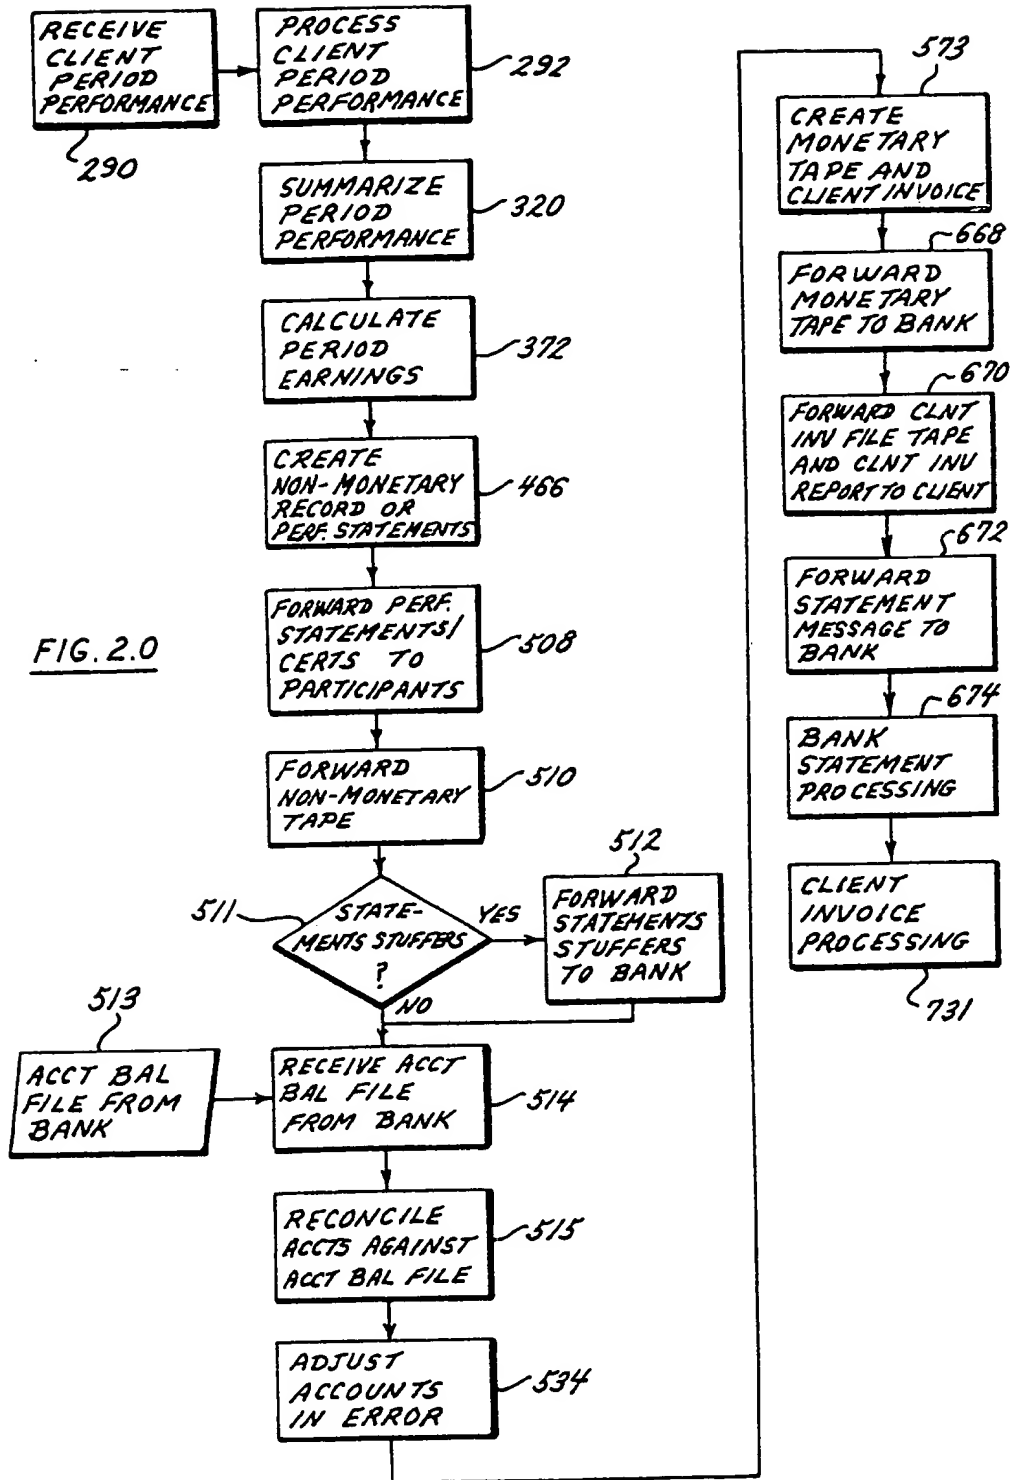 RECEIVE
CLIENT
PERIOD
PERFORMANCE
290
PROCESS
CLIENT
PERIOD
PERFORMANCE
292
SUMMARIZE
PERIOD
PERFORMANCE
320
CALCULATE
PERIOD
EARNINGS
372
CREATE
NON-MONETARY
RECORD OR
PERF. STATEMENTS
466
FORWARD PERF.
STATEMENTS/
CERTS TO
PARTICIPANTS
508
FIG. 2.0
FORWARD
NON-MONETARY
TAPE
510
511
STATE-
MENTS STUFFERS
?
YES
NO
512
FORWARD
STATEMENTS
STUFFERS
TO BANK
513
ACCT BAL
FILE FROM
BANK
RECEIVE ACCT
BAL FILE
FROM BANK
514
RECONCILE
ACCTS AGAINST
ACCT BAL FILE
515
ADJUST
ACCOUNTS
IN ERROR
534
573
CREATE
MONETARY
TAPE AND
CLIENT INVOICE
668
FORWARD
MONETARY
TAPE TO BANK
670
FORWARD CLNT
INV FILE TAPE
AND CLNT INV
REPORT TO CLIENT
672
FORWARD
STATEMENT
MESSAGE TO
BANK
674
BANK
STATEMENT
PROCESSING
CLIENT
INVOICE
PROCESSING
731